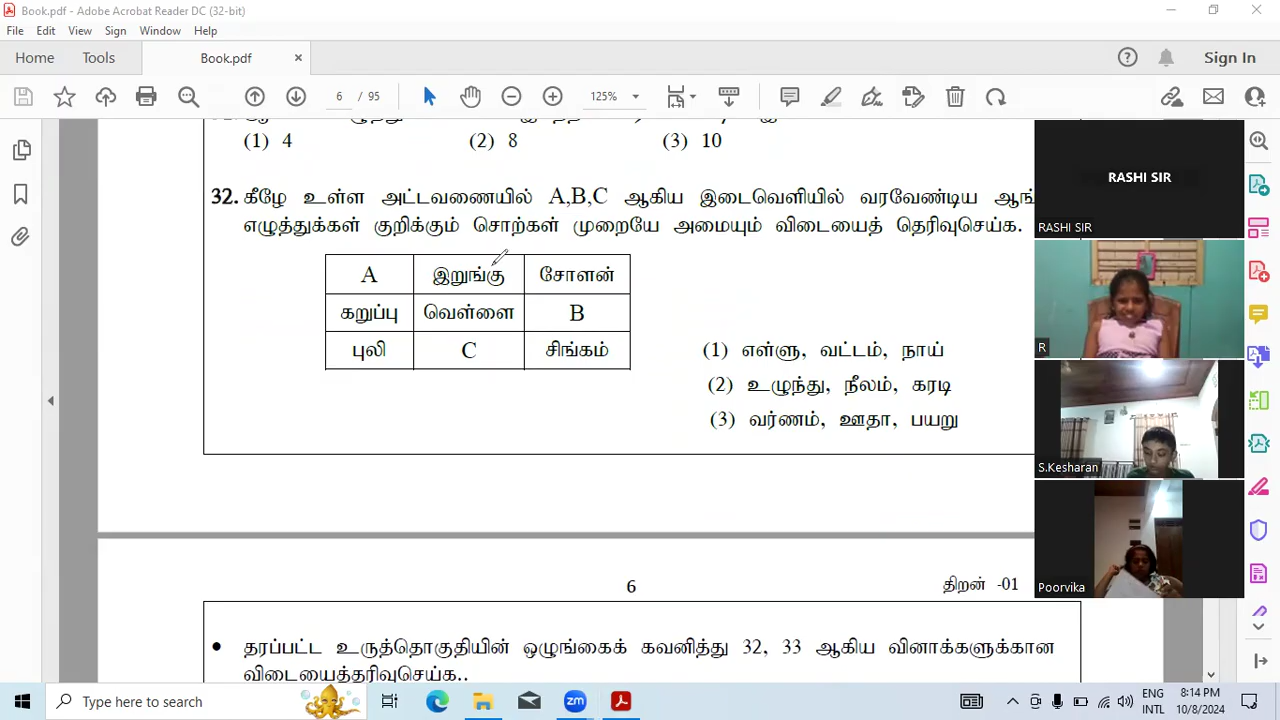 Book.pdf - Adobe Acrobat Reader DC (32-bit)
File Edit View Sign Window Help
Home Tools Book.pdf × Sign In
6 / 95 125%
(1) 4 (2) 8 (3) 10
32. கீழே உள்ள அட்டவணையில் A,B,C ஆகிய இடைவெளியில் வரவேண்டிய
எழுத்துக்கள் குறிக்கும் சொற்கள் முறையே அமையும் விடையைத் தெரிவுசெய்க.
A இறுங்கு சோளன்
கறுப்பு வெள்ளை B
புலி C சிங்கம்
(1) எள்ளு, வட்டம், நாய்
(2) உழுந்து, நீலம், கரடி
(3) வர்ணம், ஊதா, பயறு
RASHI SIR
RASHI SIR
R
S.Kesharan
Poorvika
6 திறன் -01
• தரப்பட்ட உருத்தொகுதியின் ஒழுங்கைக் கவனித்து 32, 33 ஆகிய வினாக்களுக்கான
விடையைத்தரிவுசெய்க..
Type here to search
ENG
INTL
8:14 PM
10/8/2024